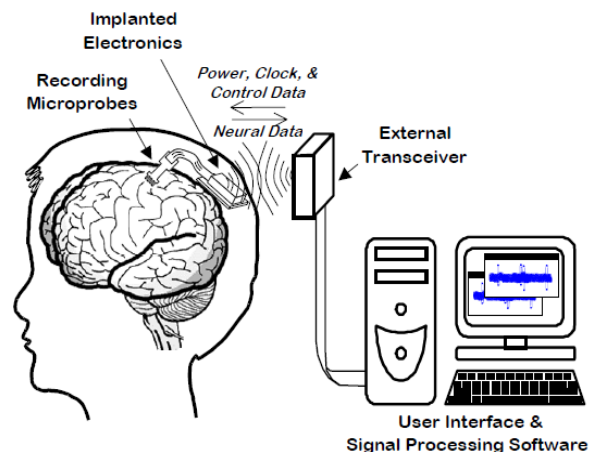 Implanted
Electronics
Recording
Microprobes
Power, Clock, &
Control Data
Neural Data
External
Transceiver
User Interface &
Signal Processing Software